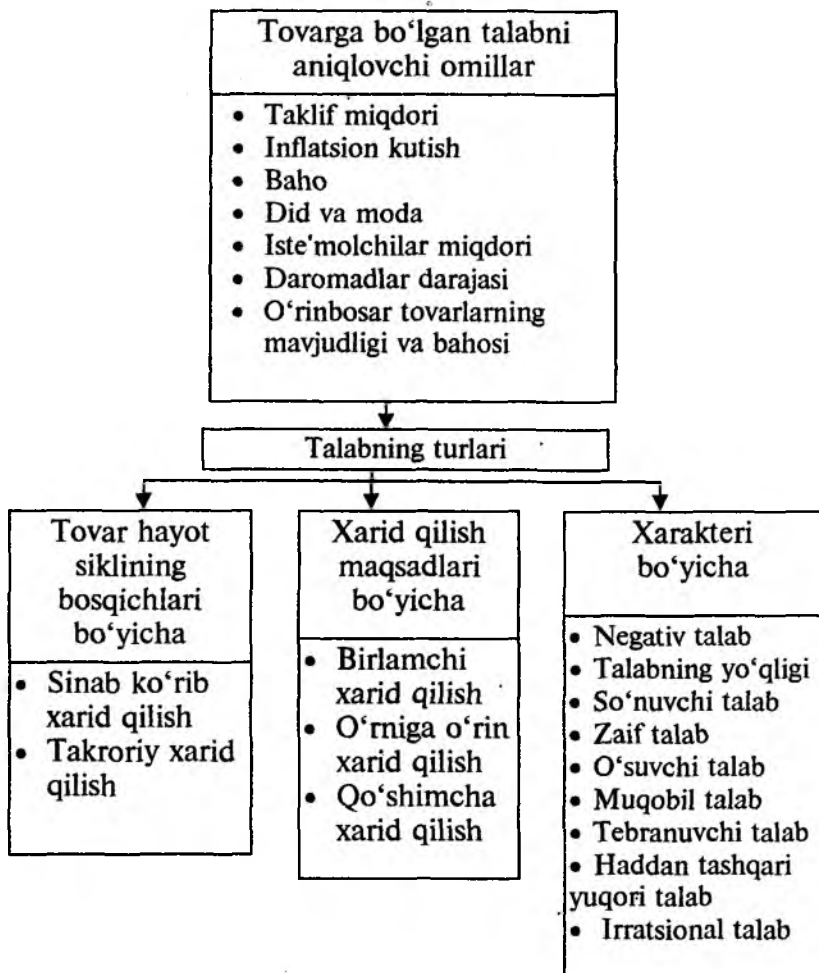 Tovarga bo‘lgan talabni
aniqlovchi omillar
• Taklif miqdori
• Inflatsion kutish
• Baho
• Did va moda
• Iste'molchilar miqdori
• Daromadlar darajasi
• O‘rinbosar tovarlarning
mavjudligi va bahosi
Talabning turlari
Tovar hayot
siklining
bosqichlari
bo‘yicha
• Sinab ko‘rib
xarid qilish
• Takroriy xarid
qilish
Xarid qilish
maqsadlari
bo‘yicha
• Birlamchi
xarid qilish
• O‘rniga o‘rin
xarid qilish
• Qo‘shimcha
xarid qilish
Xarakteri
bo‘yicha
• Negativ talab
• Talabning yo‘qligi
• So‘nuvchi talab
• Zaif talab
• O‘suvchi talab
• Muqobil talab
• Tebranuvchi talab
• Haddan tashqari
yuqori talab
• Irratsional talab